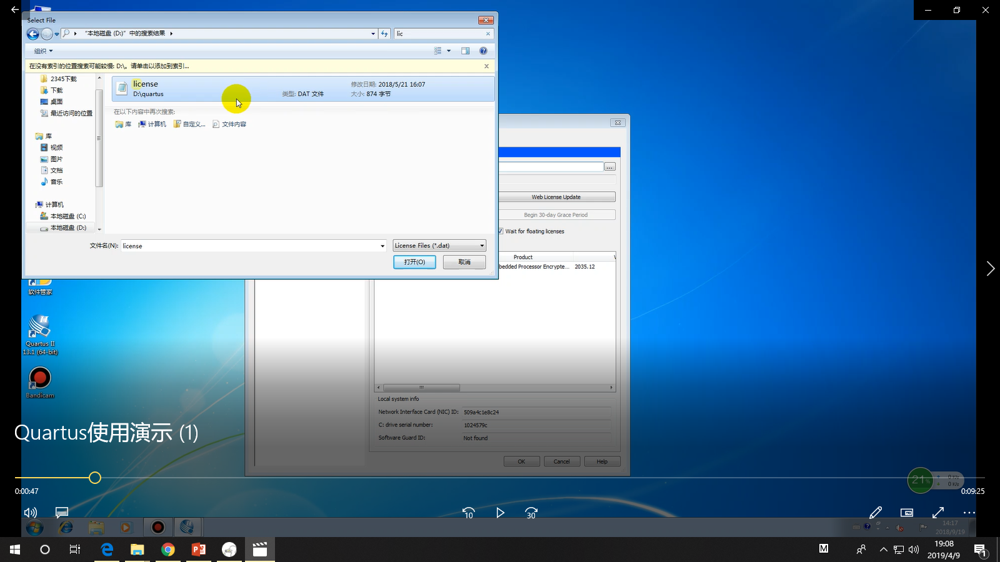 Select File
"本地磁盘 (D:)" 中的搜索结果
lic
组织
在没有索引的位置搜索可能较慢: D:\。请单击以添加到索引...
2345下载
下载
桌面
最近访问的位置
库
视频
图片
文档
音乐
计算机
本地磁盘 (C:)
本地磁盘 (D:)
license
D:\quartus
类型: DAT 文件
修改日期: 2018/5/21 16:07
大小: 874 字节
在以下内容中再次搜索:
库
计算机
自定义...
文件内容
文件名(N):
license
License Files (*.dat)
打开(O)
取消
...
Web License Update
Begin 30-day Grace Period
Wait for floating licenses
Product
bedded Processor Encrypte...
2035.12
Local system info
Network Interface Card (NIC) ID:
509a4c1e8c24
C: drive serial number:
1024579c
Software Guard ID:
Not found
OK
Cancel
Help
软件管家
Quartus II
13.1 (64-bit)
Bandicam
Quartus使用演示 (1)
0:00:47
0:09:25
21%
0 K/s
0 K/s
10
30
14:17
2018/9/19
M
19:08
2019/4/9
1